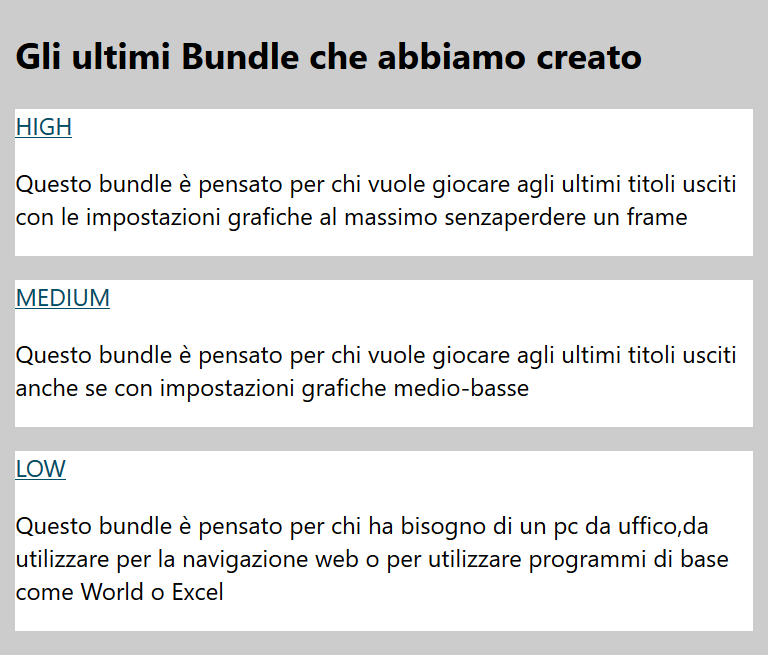 Gli ultimi Bundle che abbiamo creato
HIGH
Questo bundle è pensato per chi vuole giocare agli ultimi titoli usciti
con le impostazioni grafiche al massimo senzaperdere un frame
MEDIUM
Questo bundle è pensato per chi vuole giocare agli ultimi titoli usciti
anche se con impostazioni grafiche medio-basse
LOW
Questo bundle è pensato per chi ha bisogno di un pc da uffico,da
utilizzare per la navigazione web o per utilizzare programmi di base
come World o Excel